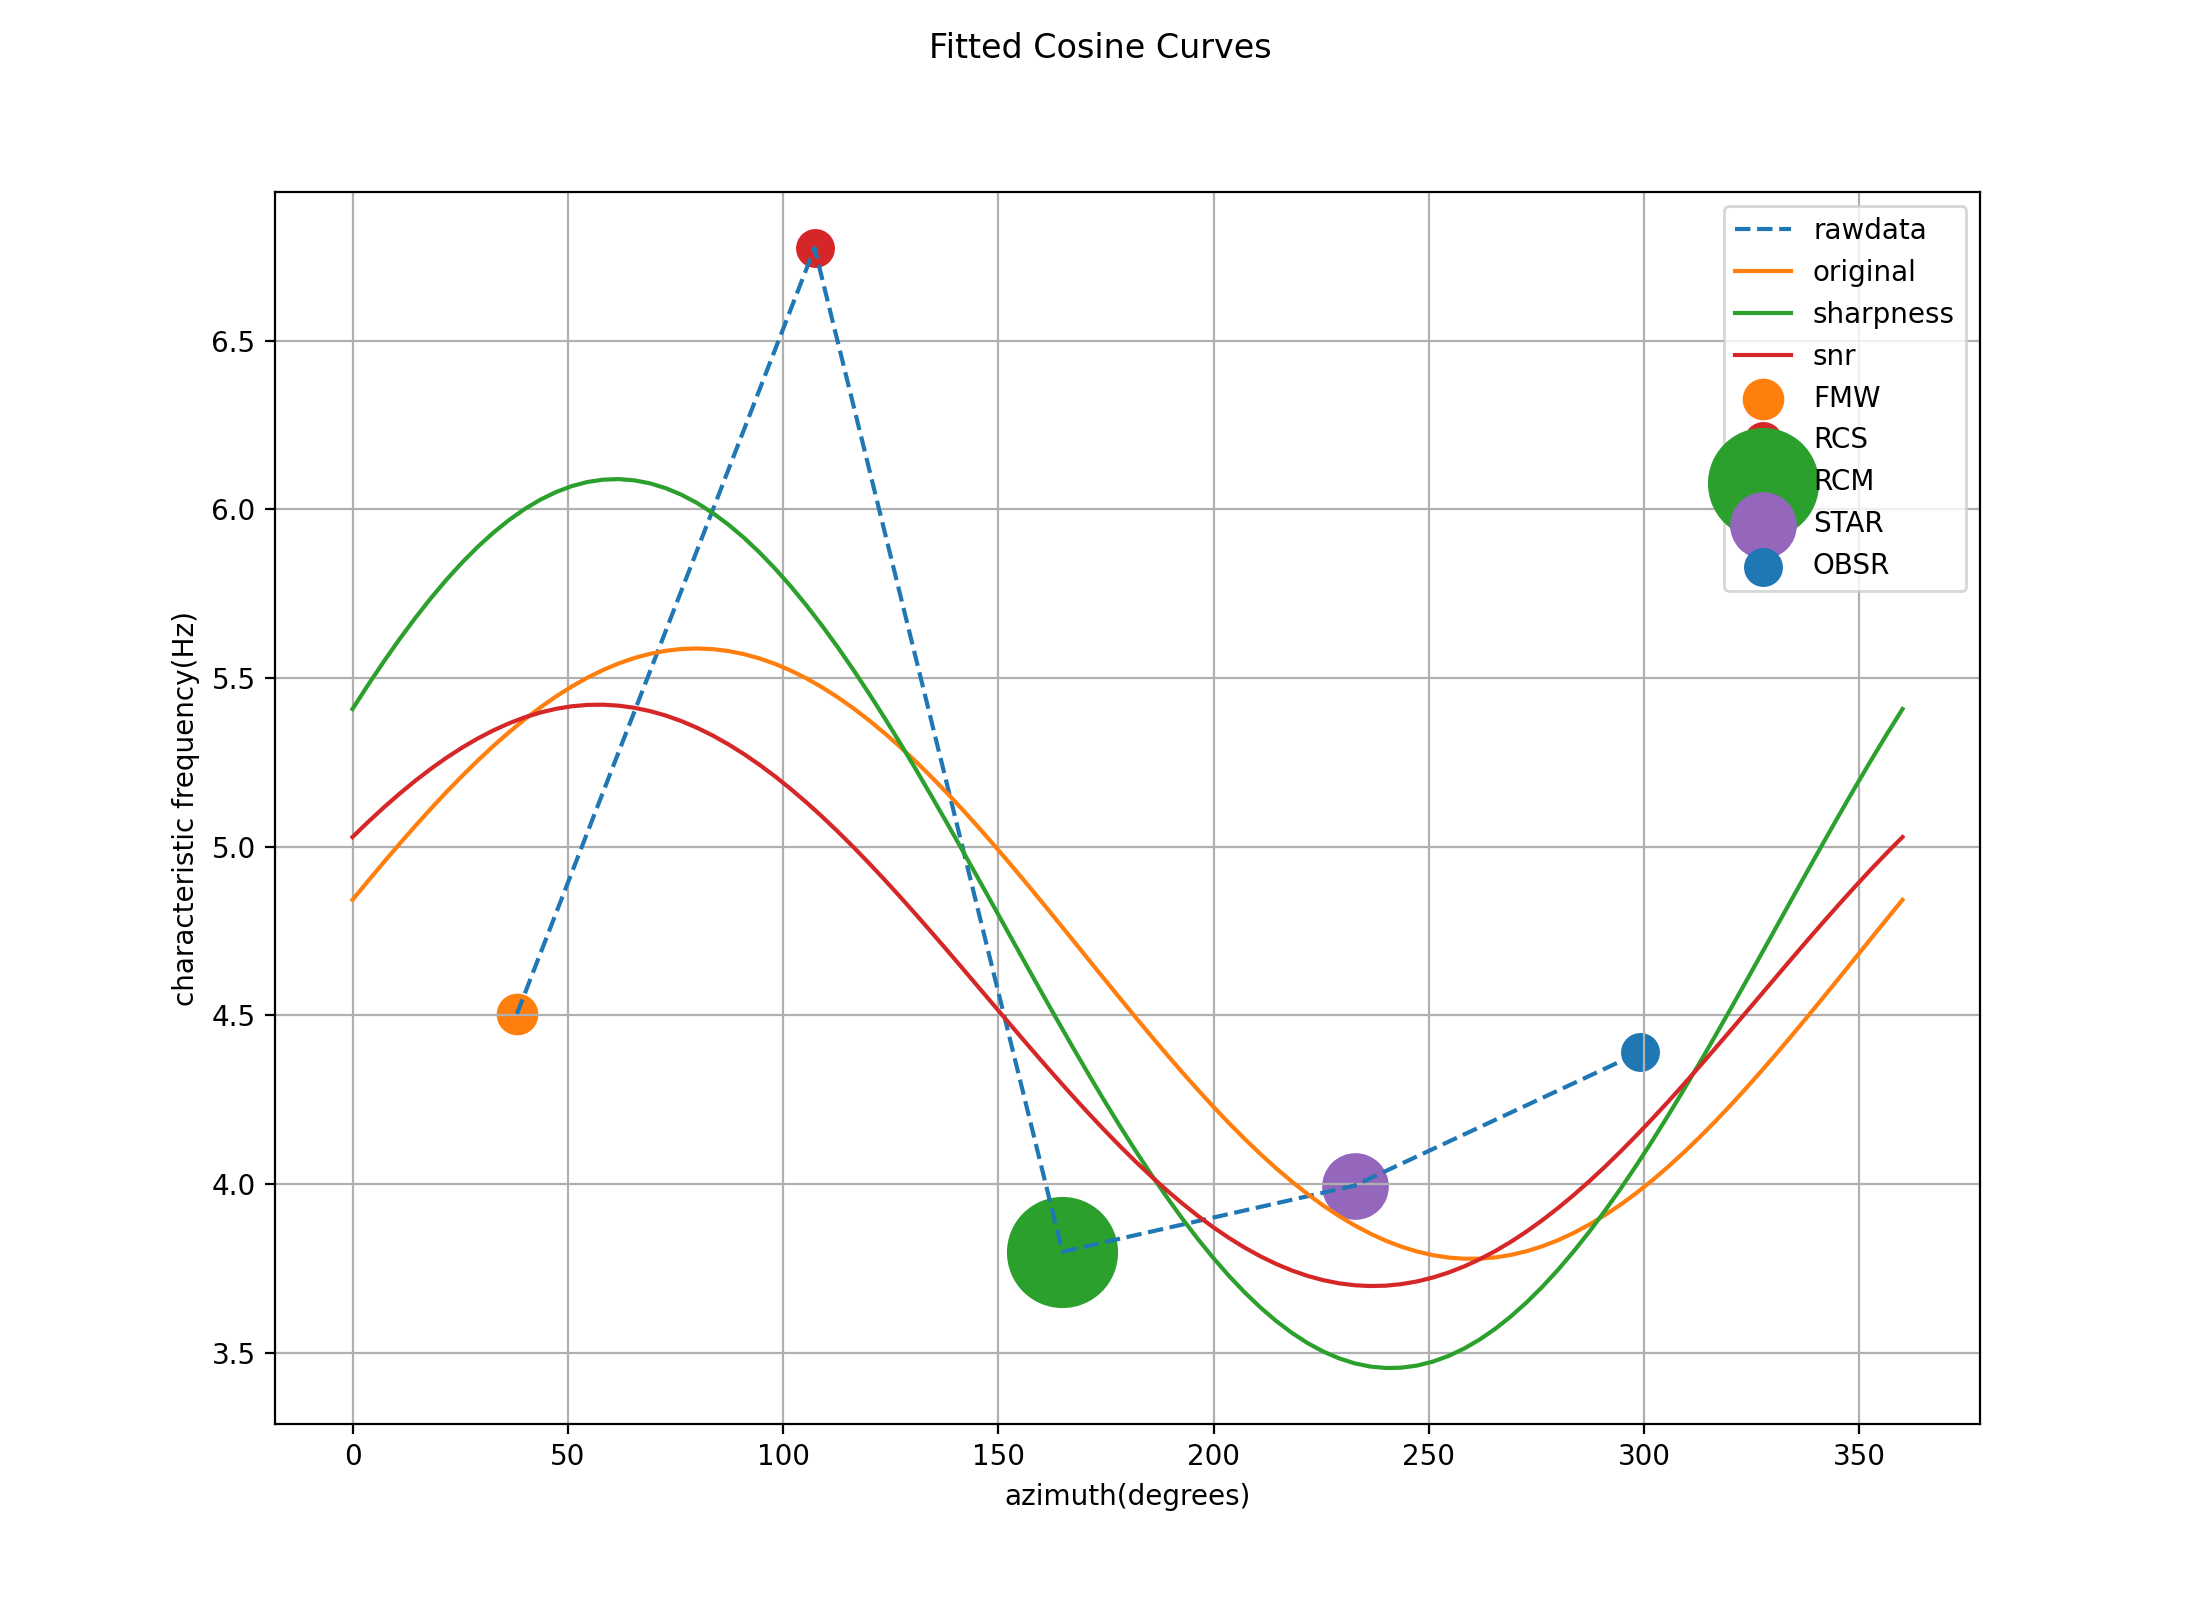 Fitted Cosine Curves
rawdata
original
sharpness
snr
FMW
RCS
RCM
STAR
OBSR
characteristic frequency(Hz)
6.5
6.0
5.5
5.0
4.5
4.0
3.5
0 50 100 150 200 250 300 350
azimuth(degrees)